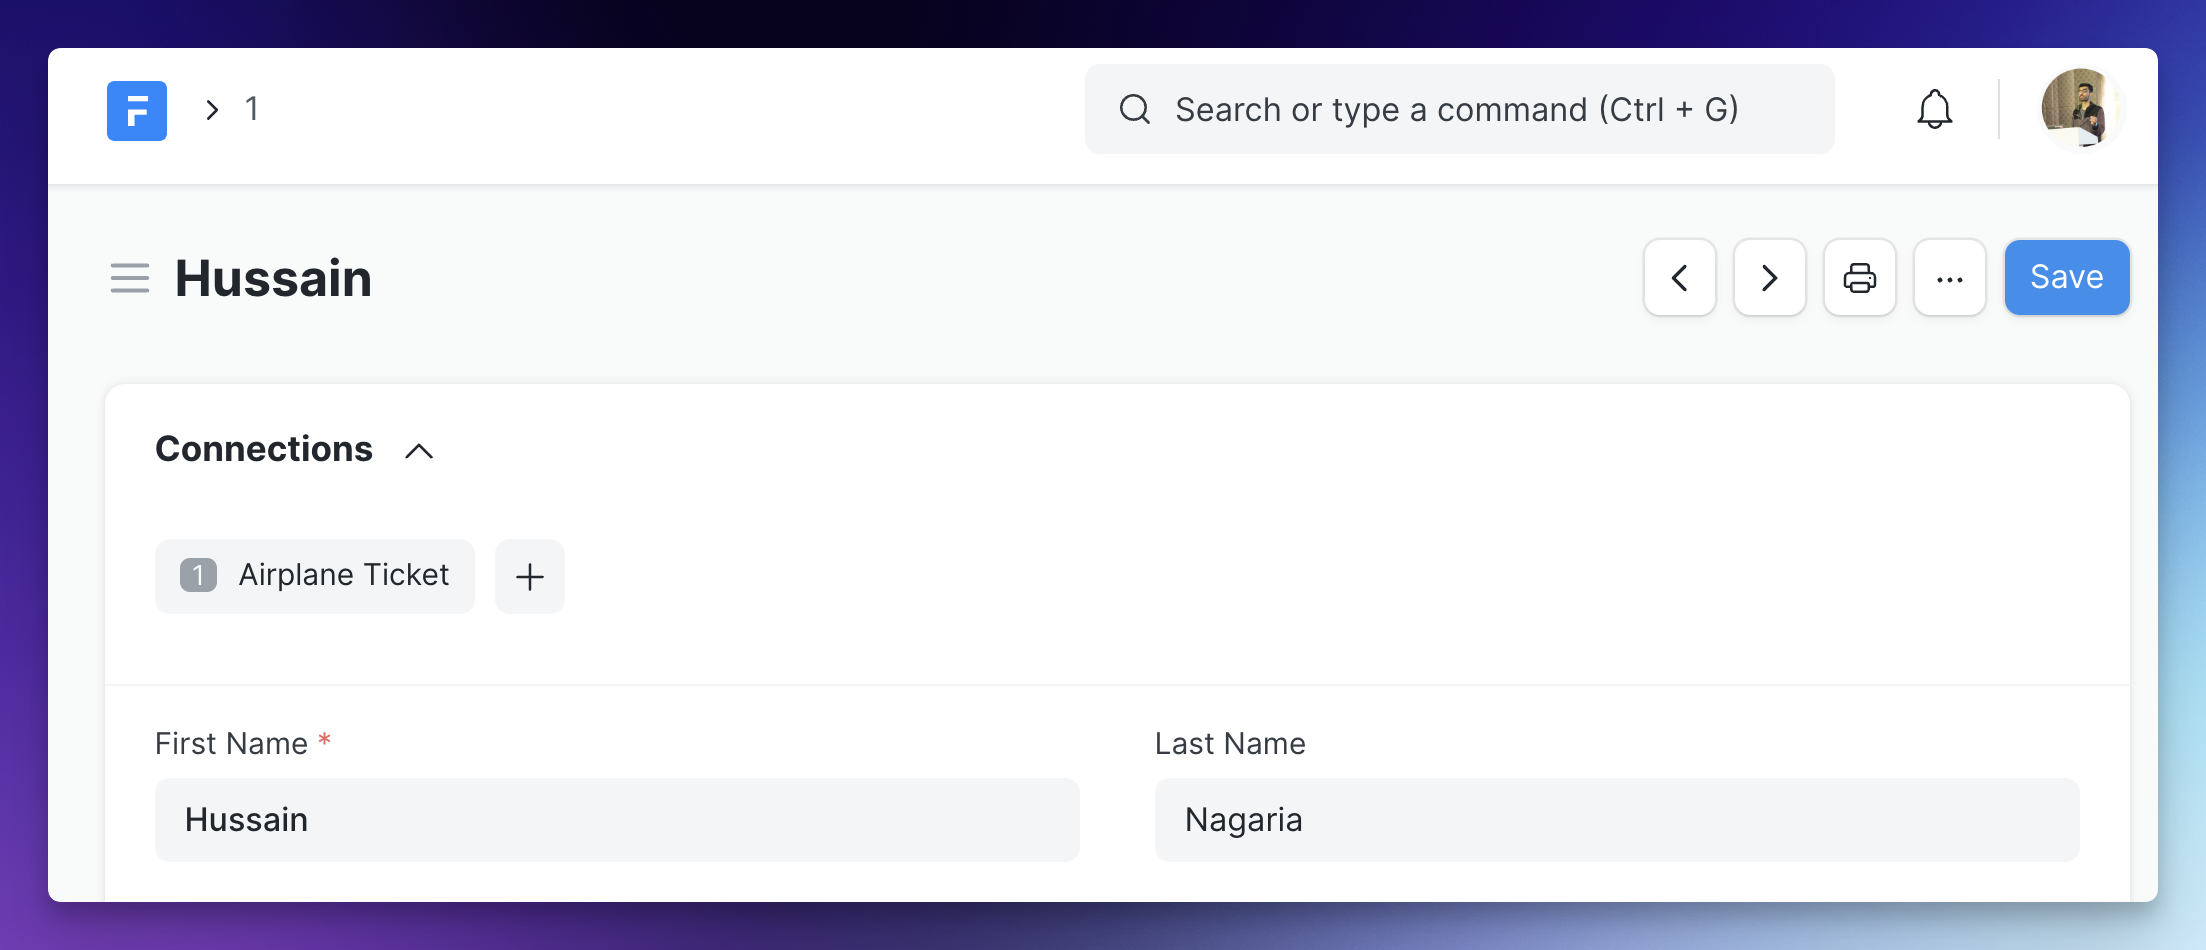 F
1
Search or type a command (Ctrl + G)
Hussain
...
Save
Connections
1 Airplane Ticket +
First Name *
Last Name
Hussain
Nagaria